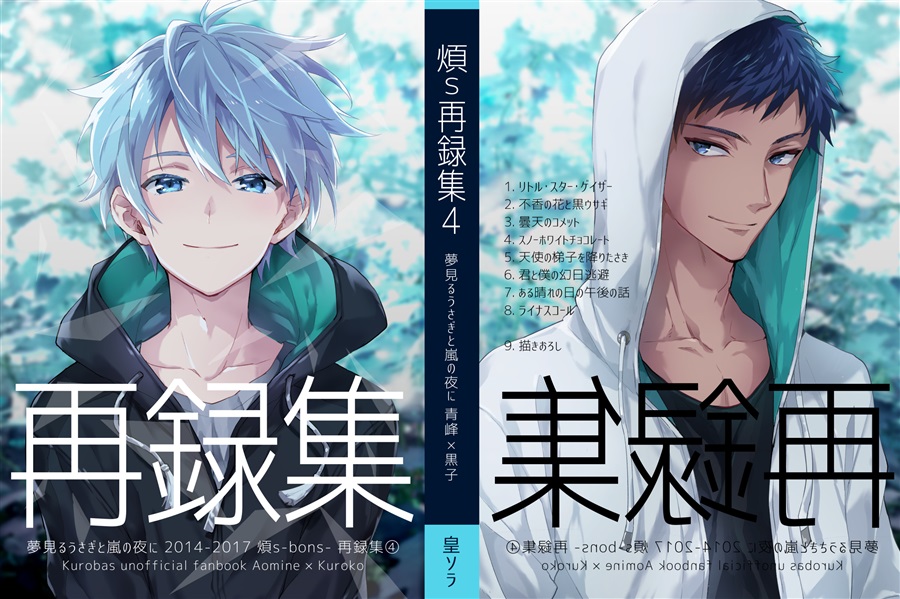 再録集
夢見るうさぎと嵐の夜に 2014-2017 煩s-bons- 再録集④
Kurobas unofficial fanbook Aomine × Kuroko
煩s再録集4
夢見るうさぎと嵐の夜に 青峰×黒子
皇ソラ
1. リトル・スター・ゲイザー
2. 不香の花と黒ウサギ
3. 曇天のコメット
4. スノーホワイトチョコレート
5. 天使の梯子を降りたさき
6. 君と僕の幻日逃避
7. ある晴れの日の午後の話
8. ライナスコール
9. 描きおろし
再録集
夢見るうさぎと嵐の夜に 2014-2017 煩s-bons- 再録集④
Kurobas unofficial fanbook Aomine × Kuroko